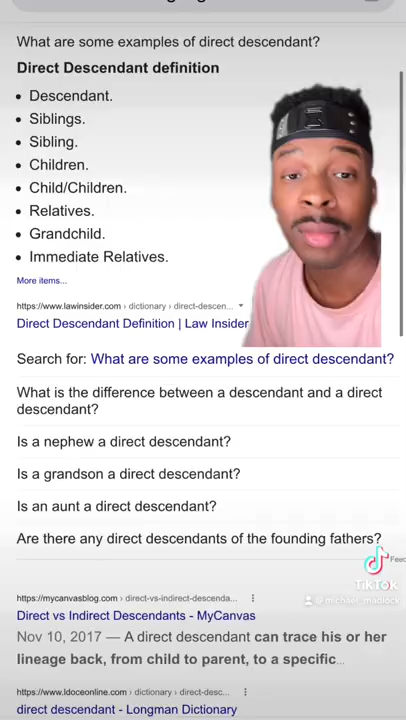 What are some examples of direct descendant?
Direct Descendant definition
Descendant.
Siblings.
Sibling.
Children.
Child/Children.
Relatives.
Grandchild.
Immediate Relatives.
More items...
https://www.lawinsider.com › dictionary › direct-descen...
Direct Descendant Definition | Law Insider
Search for: What are some examples of direct descendant?
What is the difference between a descendant and a direct
descendant?
Is a nephew a direct descendant?
Is a grandson a direct descendant?
Is an aunt a direct descendant?
Are there any direct descendants of the founding fathers?
Feed
TikTok
@michael_madlock
https://mycanvasblog.com › direct-vs-indirect-descenda...
Direct vs Indirect Descendants - MyCanvas
Nov 10, 2017 — A direct descendant can trace his or her
lineage back, from child to parent, to a specific...
https://www.ldoceonline.com › dictionary › direct-desc...
direct descendant - Longman Dictionary